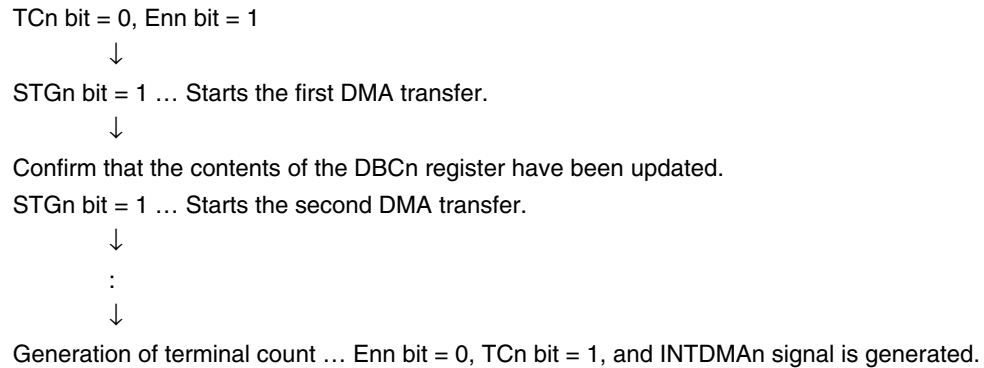 TCn bit = 0, Enn bit = 1
↓
STGn bit = 1 … Starts the first DMA transfer.
↓
Confirm that the contents of the DBCn register have been updated.
STGn bit = 1 … Starts the second DMA transfer.
↓
:
↓
Generation of terminal count … Enn bit = 0, TCn bit = 1, and INTDMAn signal is generated.